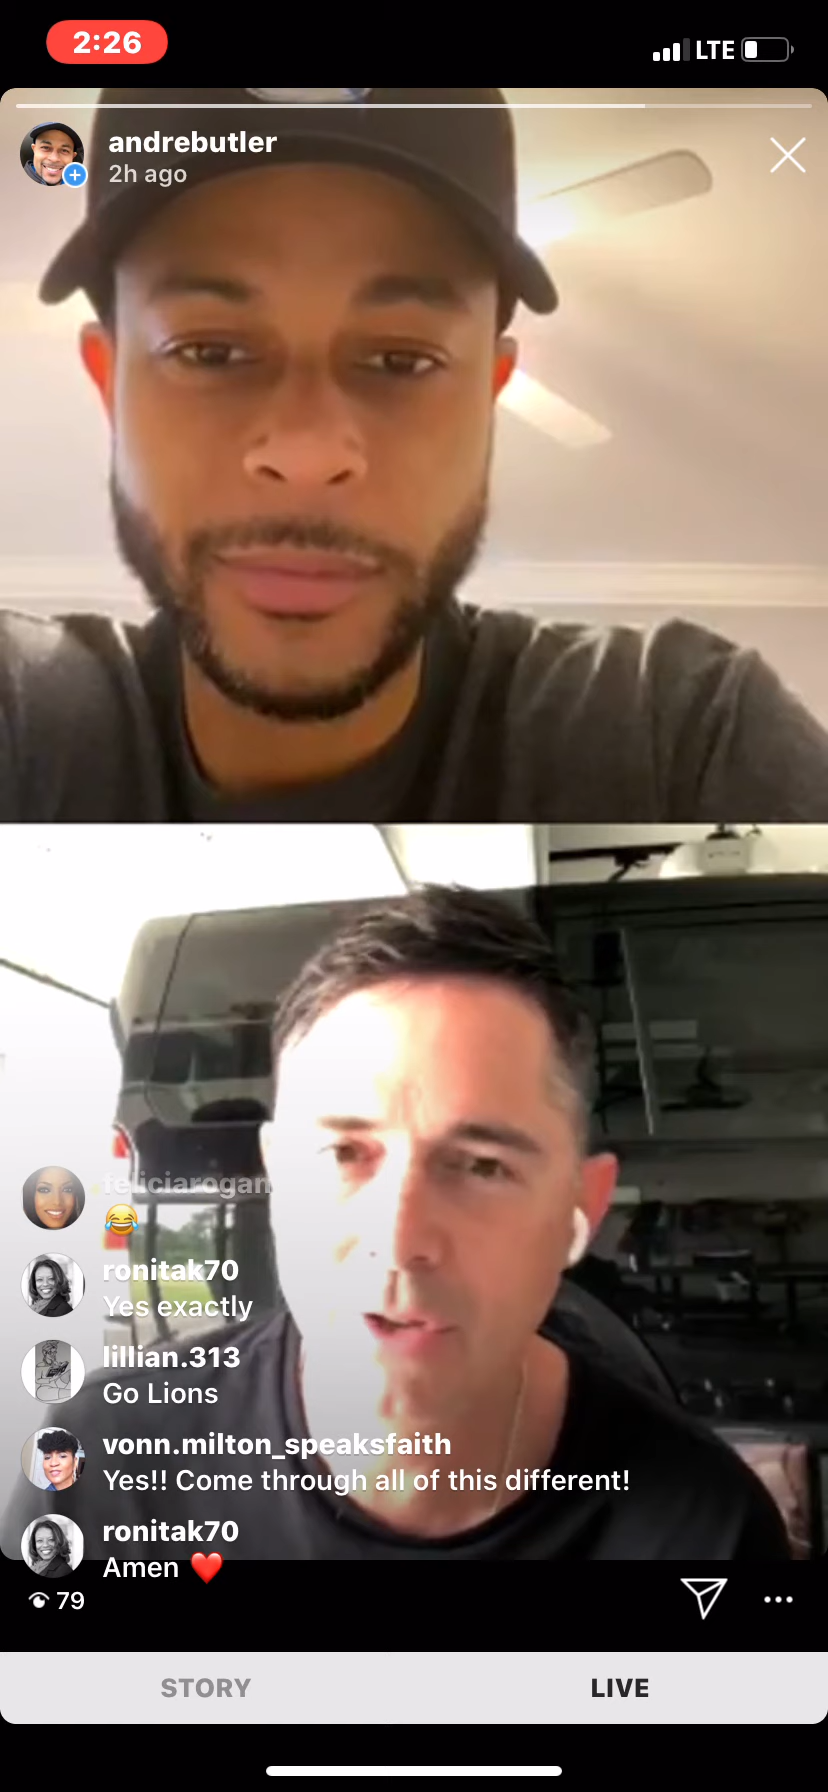 2:26
LTE
andrebutler
2h ago
feliciarogan
😂
ronitak70
Yes exactly
lillian.313
Go Lions
vonn.milton_speaksfaith
Yes!! Come through all of this different!
ronitak70
Amen ❤️
79
STORY
LIVE